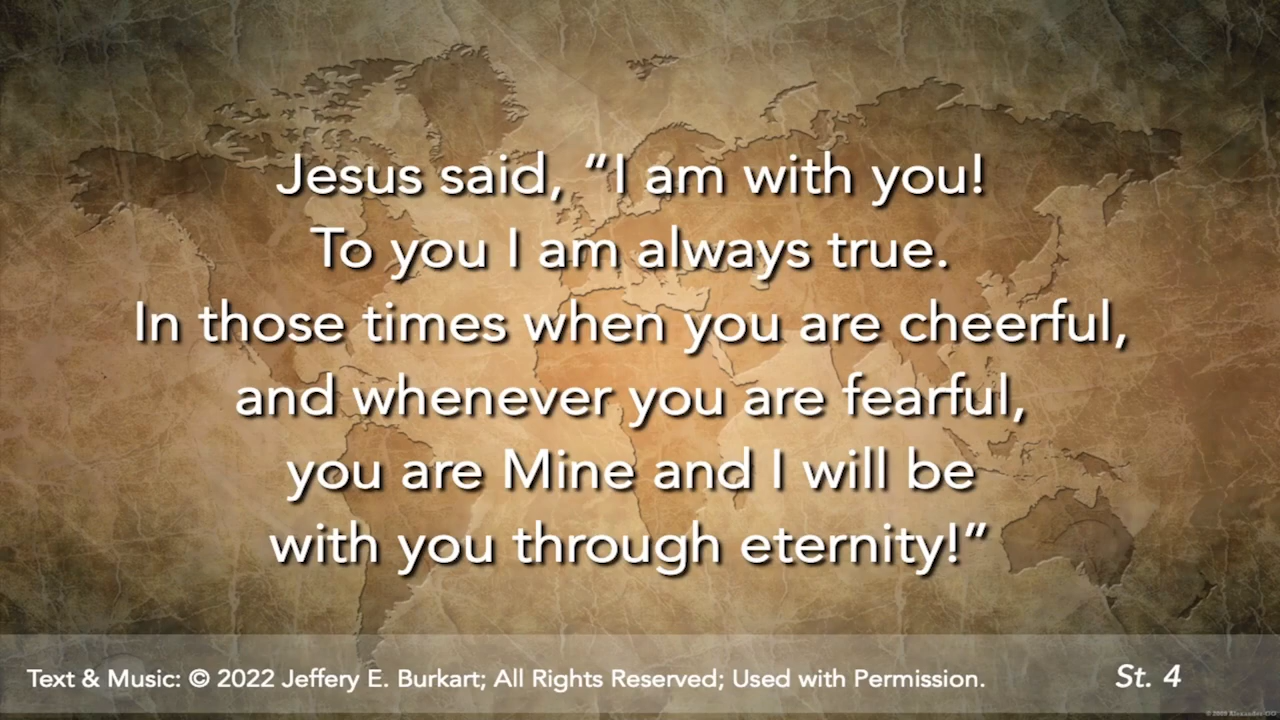 Jesus said, “I am with you!
To you I am always true.
In those times when you are cheerful,
and whenever you are fearful,
you are Mine and I will be
with you through eternity!”
Text & Music: © 2022 Jeffery E. Burkart; All Rights Reserved; Used with Permission.
St. 4